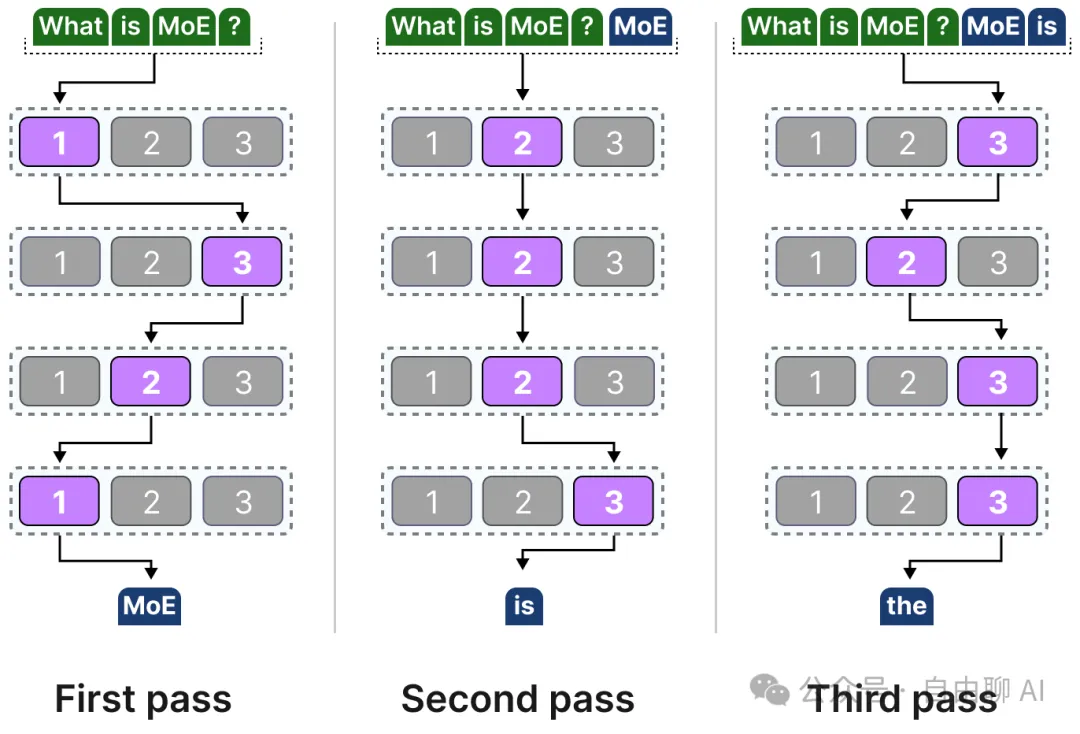 What is MoE ?
1 2 3
1 2 3
1 2 3
1 2 3
MoE
First pass
What is MoE ? MoE
1 2 3
1 2 3
1 2 3
1 2 3
is
Second pass
What is MoE ? MoE is
1 2 3
1 2 3
1 2 3
1 2 3
the
Third pass
公众号 · 自由聊 AI